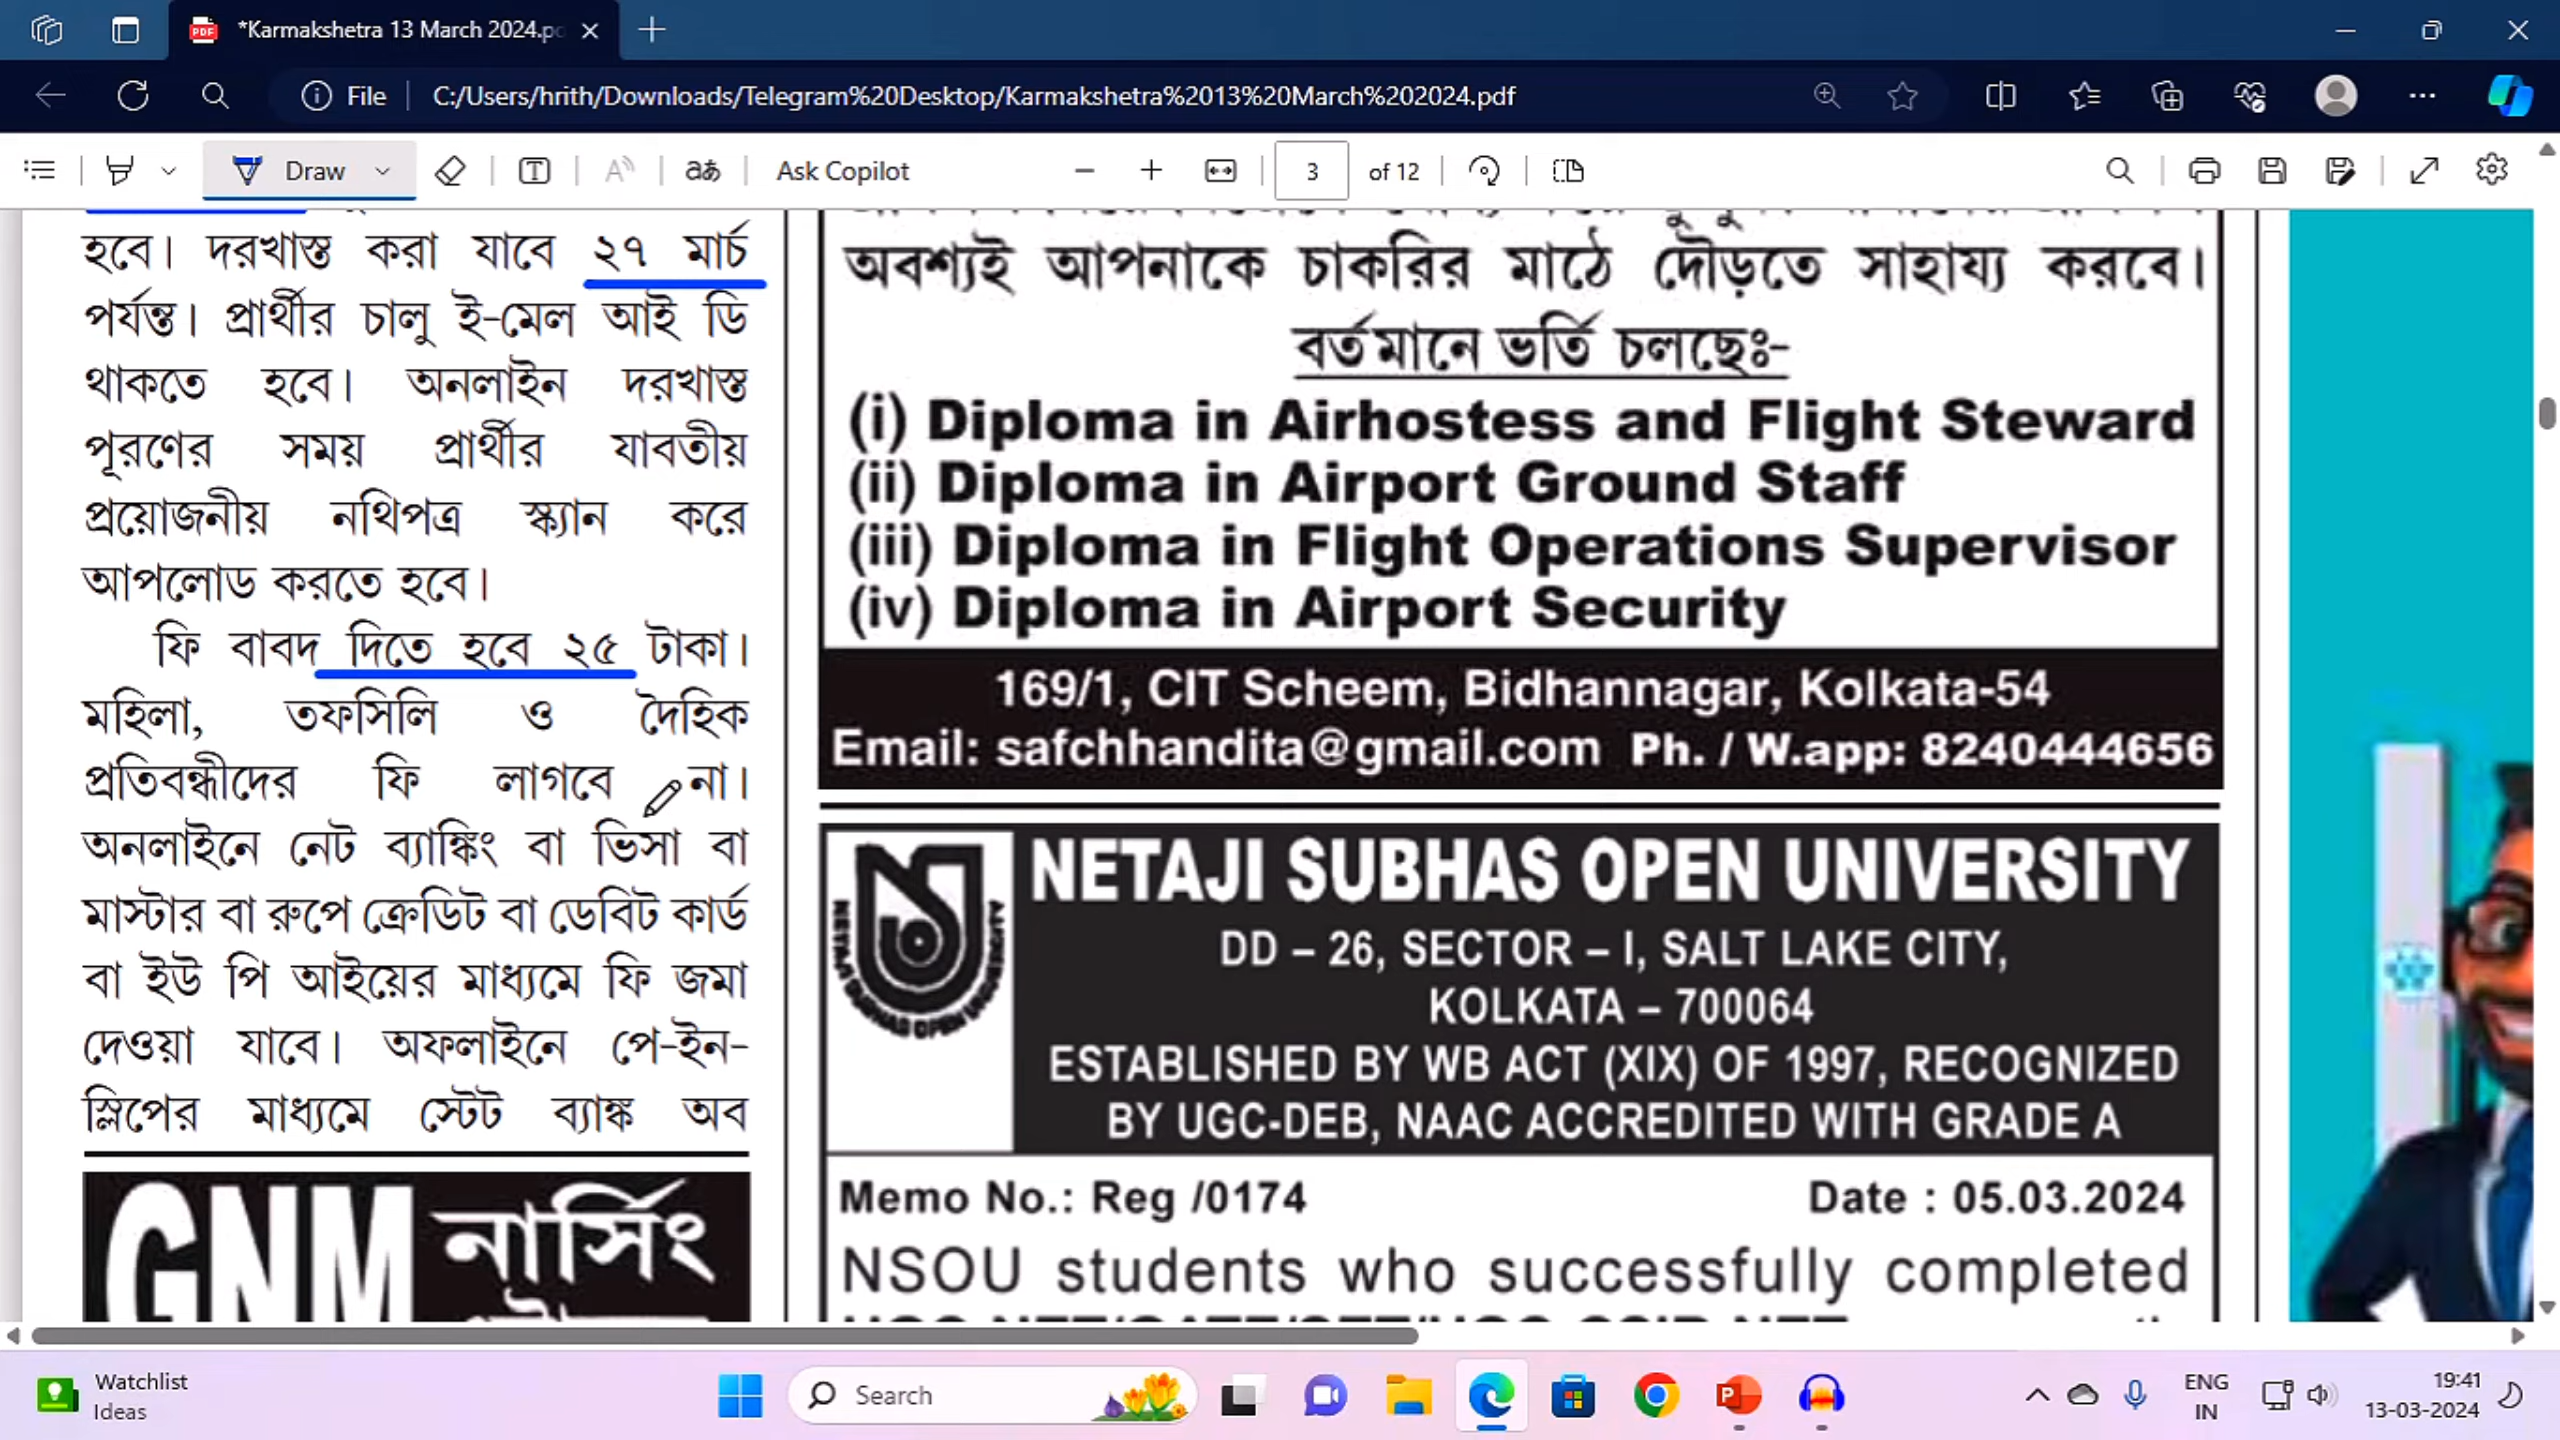 *Karmakshetra 13 March 2024.pd
File
C:/Users/hrith/Downloads/Telegram%20Desktop/Karmakshetra%2013%20March%202024.pdf
Draw
Ask Copilot
3 of 12
হবে। দরখাস্ত করা যাবে ২৭ মার্চ
পর্যন্ত। প্রার্থীর চালু ই-মেল আই ডি
থাকতে হবে। অনলাইন দরখাস্ত
পূরণের সময় প্রার্থীর যাবতীয়
প্রয়োজনীয় নথিপত্র স্ক্যান করে
আপলোড করতে হবে।
ফি বাবদ দিতে হবে ২৫ টাকা।
মহিলা, তফসিলি ও দৈহিক
প্রতিবন্ধীদের ফি লাগবে না।
অনলাইনে নেট ব্যাঙ্কিং বা ভিসা বা
মাস্টার বা রুপে ক্রেডিট বা ডেবিট কার্ড
বা ইউ পি আইয়ের মাধ্যমে ফি জমা
দেওয়া যাবে। অফলাইনে পে-ইন-
স্লিপের মাধ্যমে স্টেট ব্যাঙ্ক অব
GNM নার্সিং
অবশ্যই আপনাকে চাকরির মাঠে দৌড়তে সাহায্য করবে।
বর্তমানে ভর্তি চলছেঃ-
(i) Diploma in Airhostess and Flight Steward
(ii) Diploma in Airport Ground Staff
(iii) Diploma in Flight Operations Supervisor
(iv) Diploma in Airport Security
169/1, CIT Scheem, Bidhannagar, Kolkata-54
Email: safchhandita@gmail.com Ph. / W.app: 8240444656
NETAJI SUBHAS OPEN UNIVERSITY
NETAJI SUBHAS OPEN UNIVERSITY
DD – 26, SECTOR – I, SALT LAKE CITY,
KOLKATA – 700064
ESTABLISHED BY WB ACT (XIX) OF 1997, RECOGNIZED
BY UGC-DEB, NAAC ACCREDITED WITH GRADE A
Memo No.: Reg /0174 Date : 05.03.2024
NSOU students who successfully completed
Watchlist
Ideas
Search
ENG
IN
19:41
13-03-2024